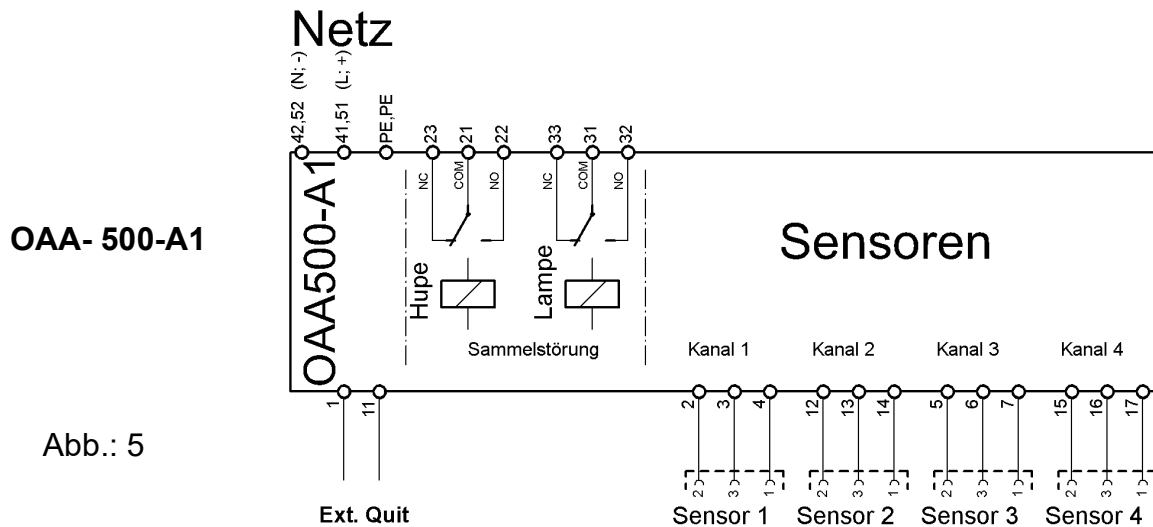 Netz
42,52 (N; -)
41,51 (L; +)
PE,PE
23
21
22
33
31
32
NC
COM
NO
NC
COM
NO
OAA500-A1
OAA- 500-A1
Sensoren
Hupe
Lampe
Sammelstörung
Kanal 1
Kanal 2
Kanal 3
Kanal 4
1
11
2
3
4
12
13
14
5
6
7
15
16
17
Abb.: 5
2
3
1
2
3
1
2
3
1
2
3
1
Ext. Quit
Sensor 1
Sensor 2
Sensor 3
Sensor 4